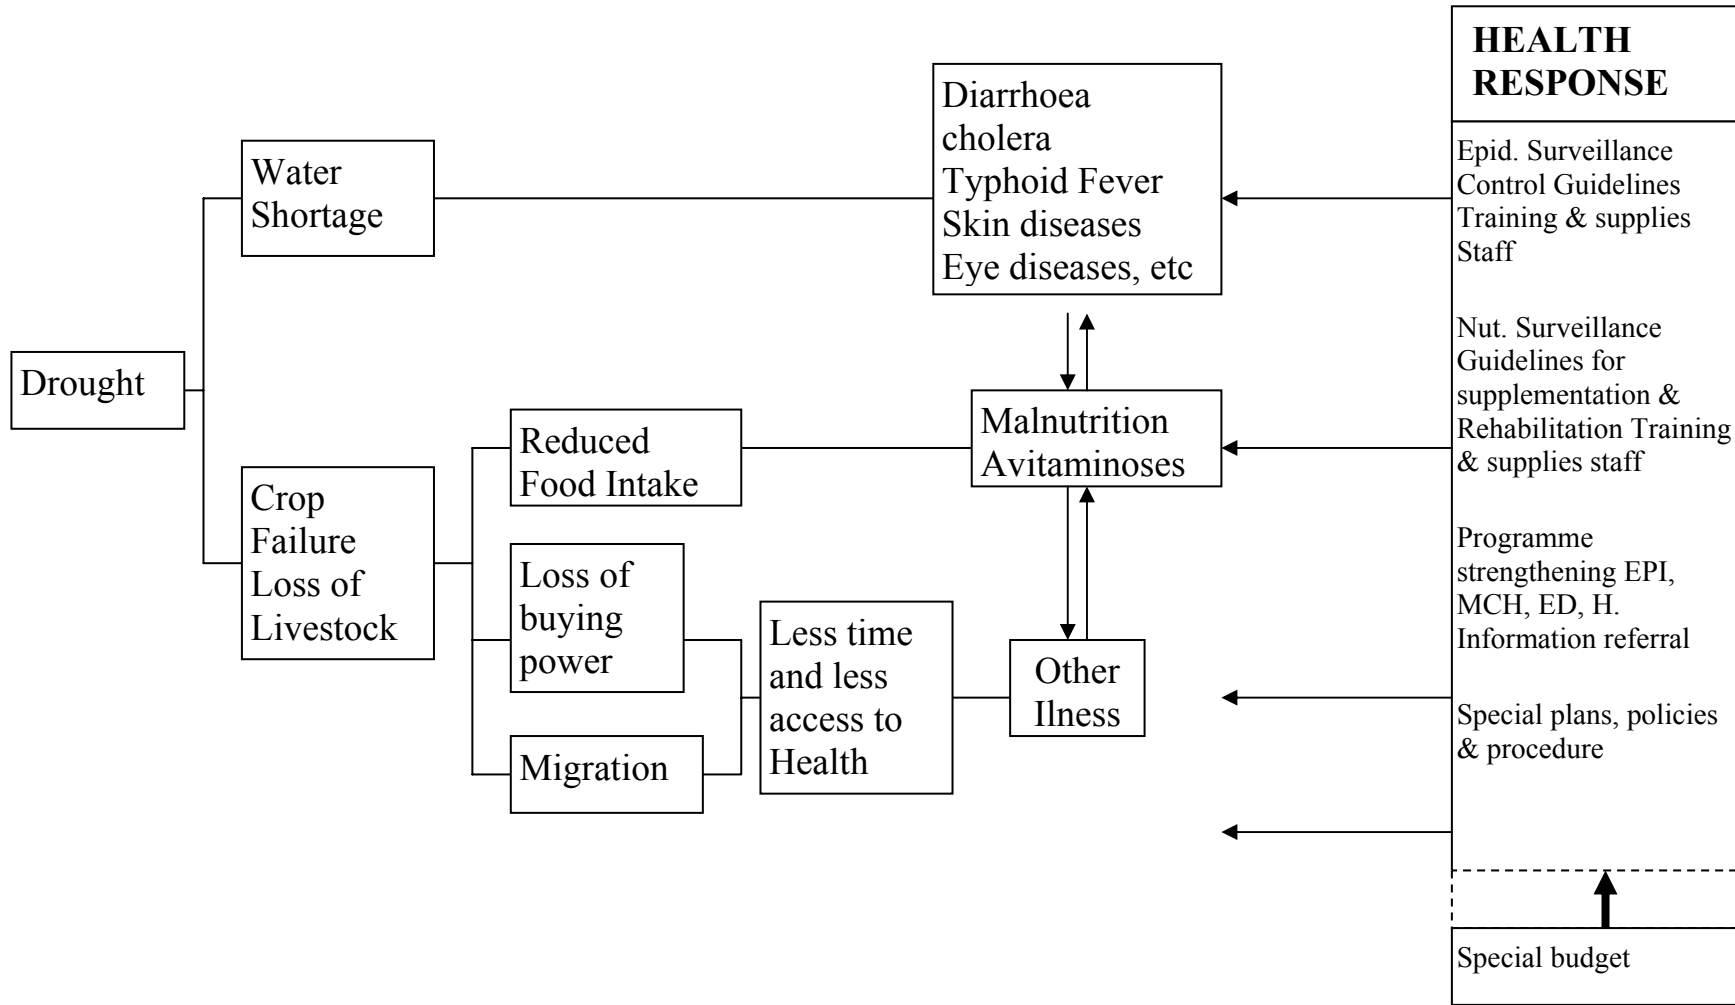 Drought
Water
Shortage
Crop
Failure
Loss of
Livestock
Reduced
Food Intake
Loss of
buying
power
Migration
Less time
and less
access to
Health
Diarrhoea
cholera
Typhoid Fever
Skin diseases
Eye diseases, etc
Malnutrition
Avitaminoses
Other
Ilness
HEALTH
RESPONSE
Epid. Surveillance
Control Guidelines
Training & supplies
Staff
Nut. Surveillance
Guidelines for
supplementation &
Rehabilitation Training
& supplies staff
Programme
strengthening EPI,
MCH, ED, H.
Information referral
Special plans, policies
& procedure
Special budget